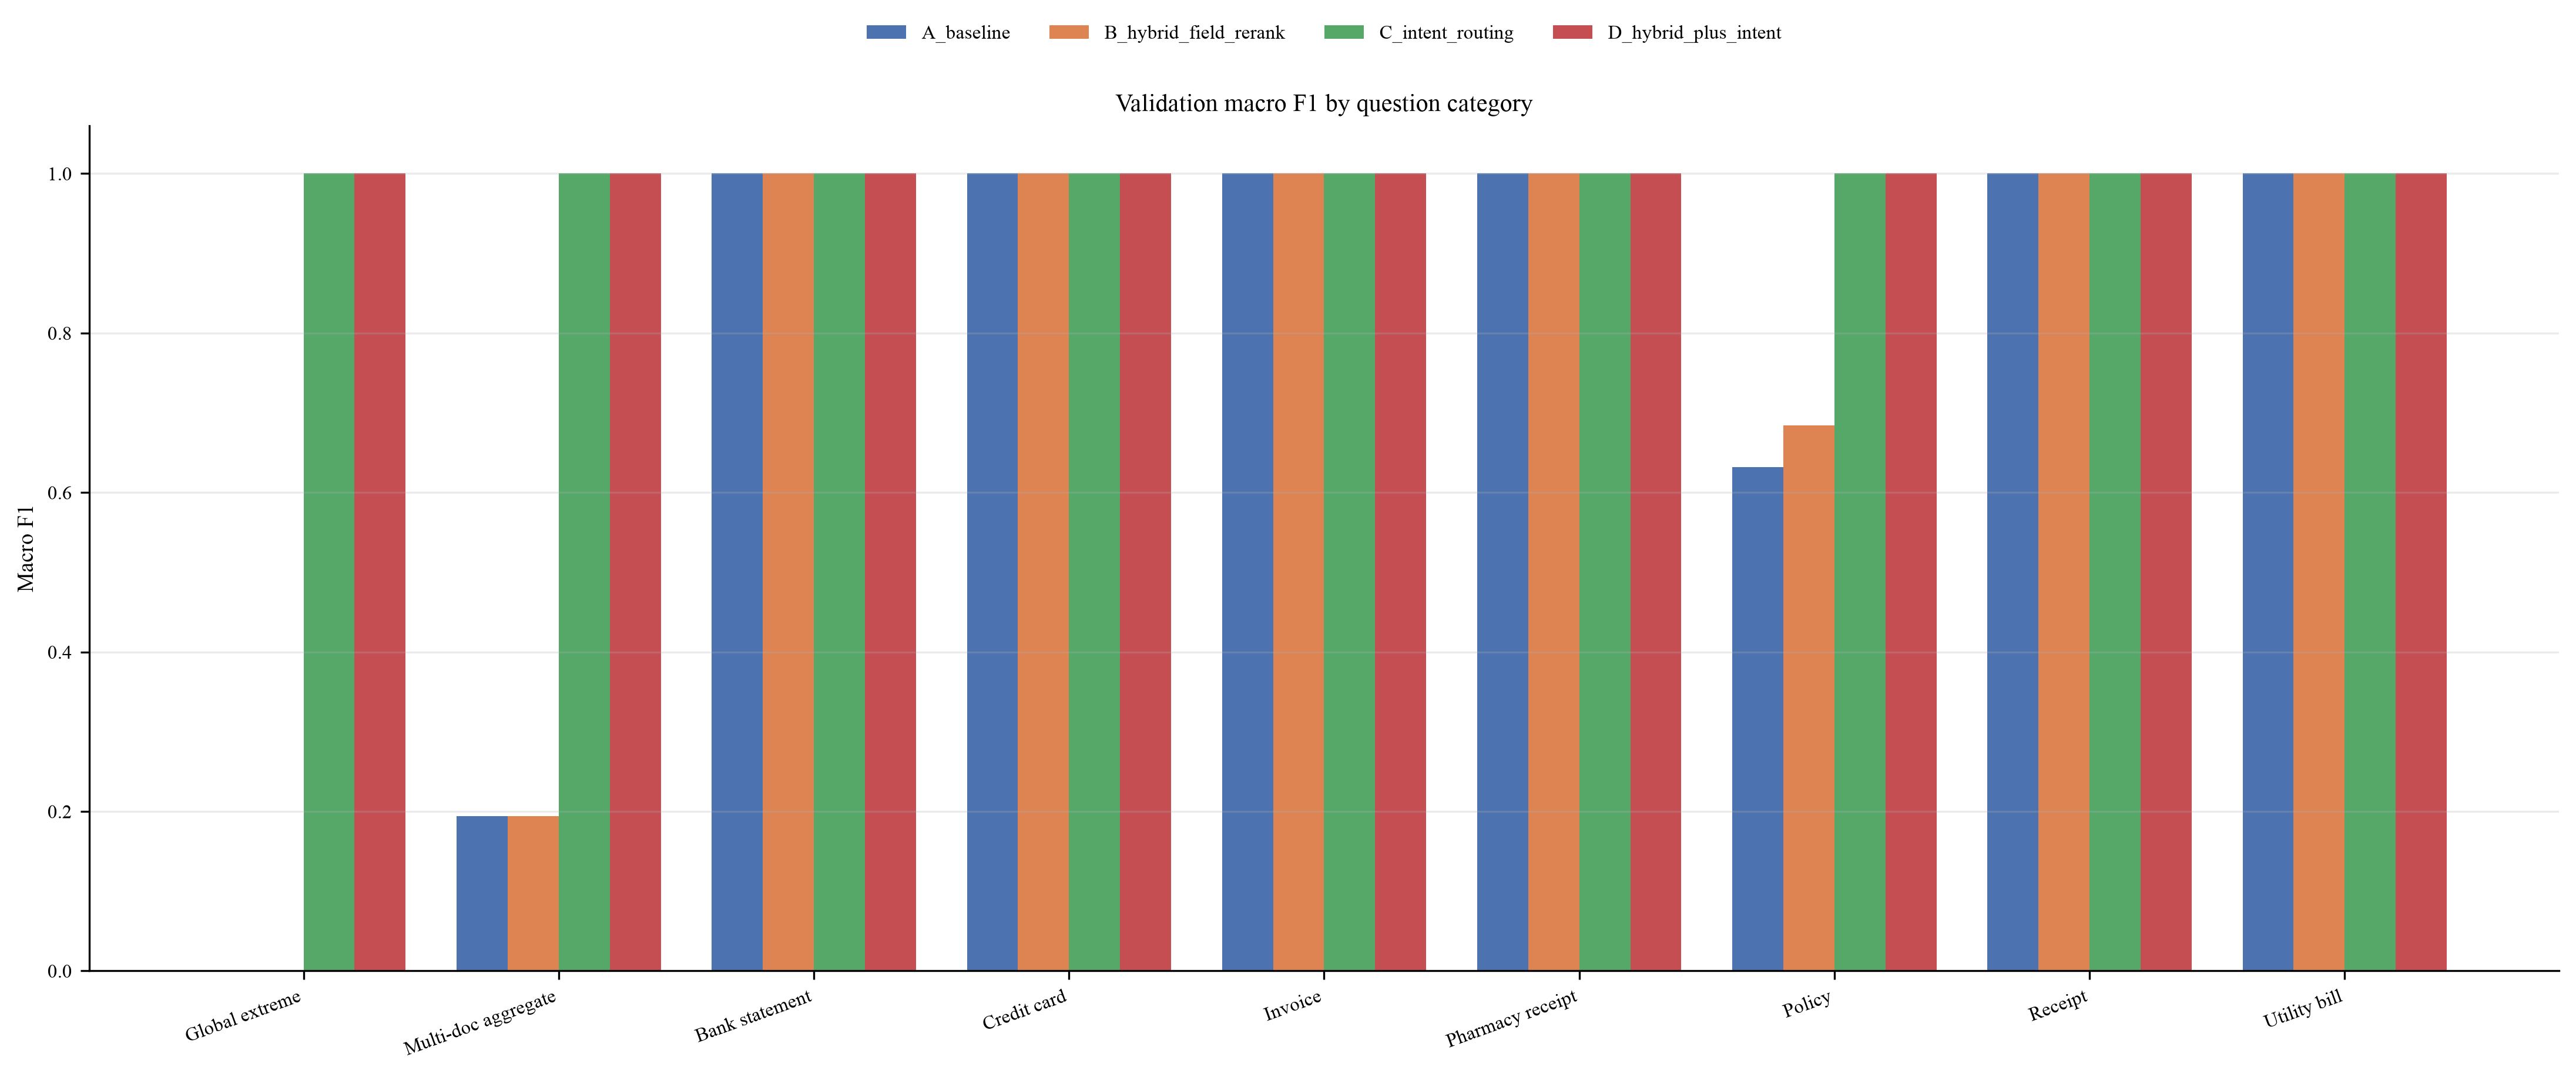 A_baseline B_hybrid_field_rerank C_intent_routing D_hybrid_plus_intent
Validation macro F1 by question category
Macro F1
1.0
0.8
0.6
0.4
0.2
0.0
Global extreme
Multi-doc aggregate
Bank statement
Credit card
Invoice
Pharmacy receipt
Policy
Receipt
Utility bill